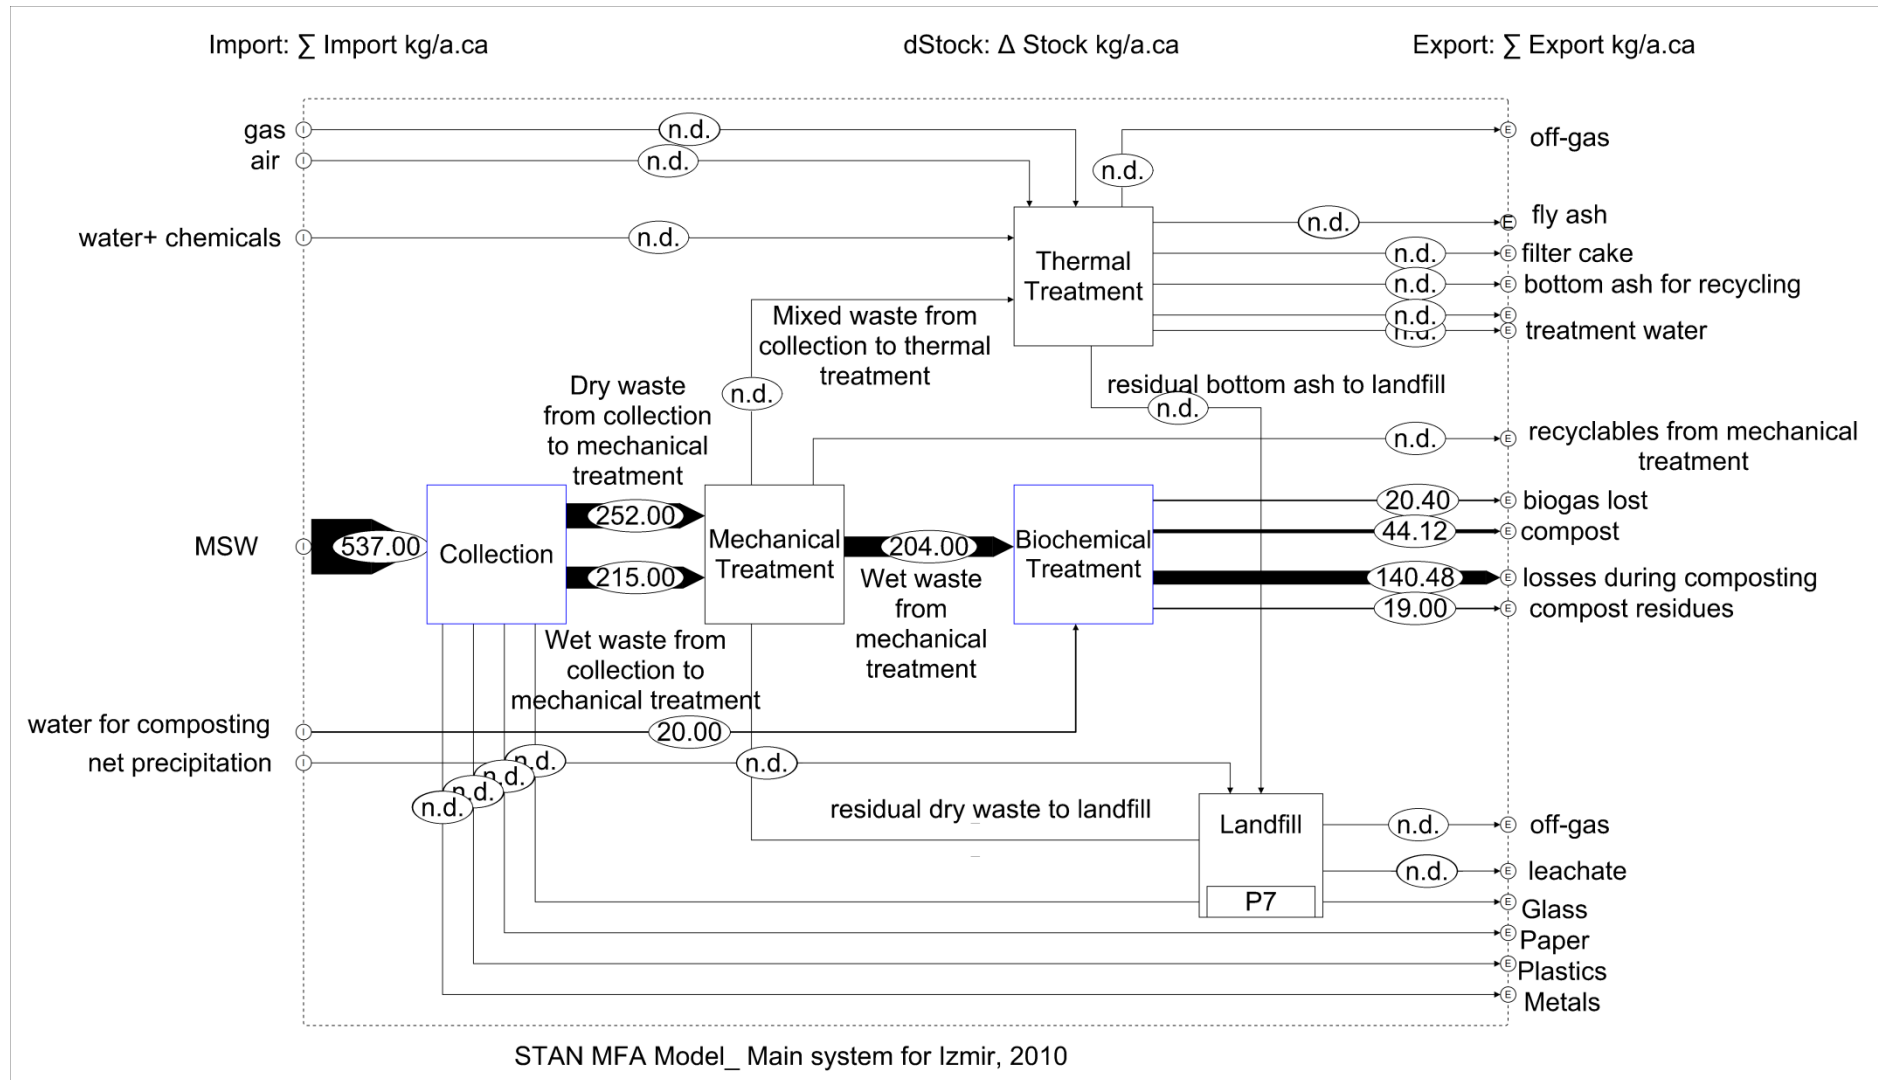 Import: ∑ Import kg/a.ca
dStock: Δ Stock kg/a.ca
Export: ∑ Export kg/a.ca
gas
I
n.d.
E
off-gas
air
I
n.d.
n.d.
E
fly ash
n.d.
water+ chemicals
I
n.d.
Thermal
Treatment
n.d.
E
filter cake
n.d.
E
bottom ash for recycling
n.d.
E
n.d.
E
treatment water
Mixed waste from
collection to thermal
treatment
n.d.
residual bottom ash to landfill
n.d.
Dry waste
from collection
to mechanical
treatment
n.d.
E
recyclables from mechanical
treatment
MSW
I
537.00
Collection
252.00
215.00
Mechanical
Treatment
204.00
Wet waste
from
mechanical
treatment
Biochemical
Treatment
20.40
E
biogas lost
44.12
E
compost
140.48
E
losses during composting
19.00
E
compost residues
Wet waste from
collection to
mechanical treatment
water for composting
I
20.00
net precipitation
I
n.d.
n.d.
n.d.
n.d.
n.d.
residual dry waste to landfill
Landfill
P7
n.d.
E
off-gas
n.d.
E
leachate
E
Glass
E
Paper
E
Plastics
E
Metals
STAN MFA Model_ Main system for Izmir, 2010